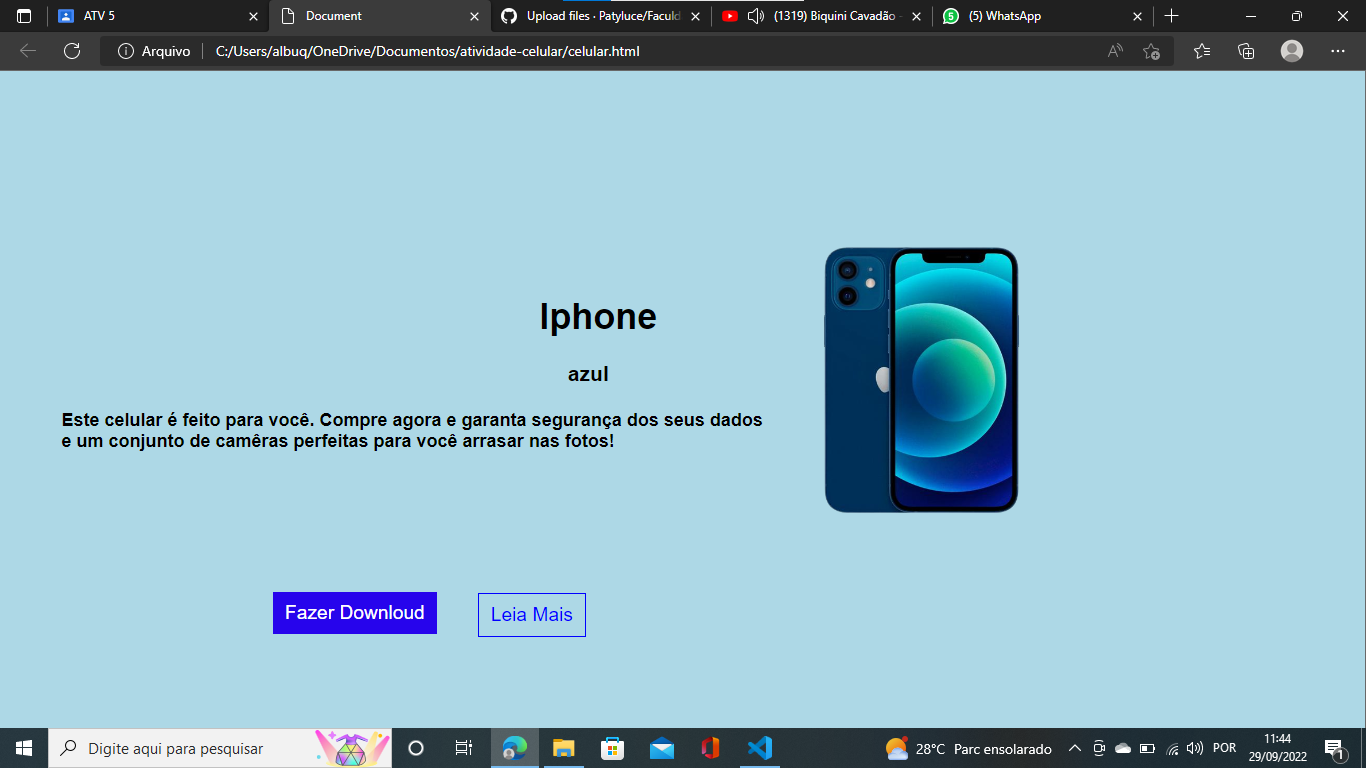 ATV 5
Document
Upload files · Patyluce/Faculd
(1319) Biquini Cavadão -
5
(5) WhatsApp
Arquivo
C:/Users/albuq/OneDrive/Documentos/atividade-celular/celular.html
Iphone
azul
Este celular é feito para você. Compre agora e garanta segurança dos seus dados
e um conjunto de camêras perfeitas para você arrasar nas fotos!
Fazer Downloud
Leia Mais
Digite aqui para pesquisar
28°C Parc ensolarado
POR
11:44
29/09/2022
1